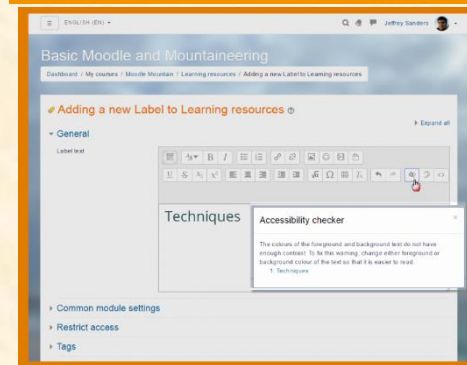 ENGLISH (EN)
Jeffrey Sanders
Basic Moodle and Mountaineering
Dashboard / My courses / Moodle Mountain / Learning resources / Adding a new Label to Learning resources
Adding a new Label to Learning resources
Expand all
General
Label text
Techniques
Accessibility checker
The colours of the foreground and background text do not have
enough contrast. To fix this warning, change either foreground or
background colour of the text so that it is easier to read.
1. Techniques
Common module settings
Restrict access
Tags